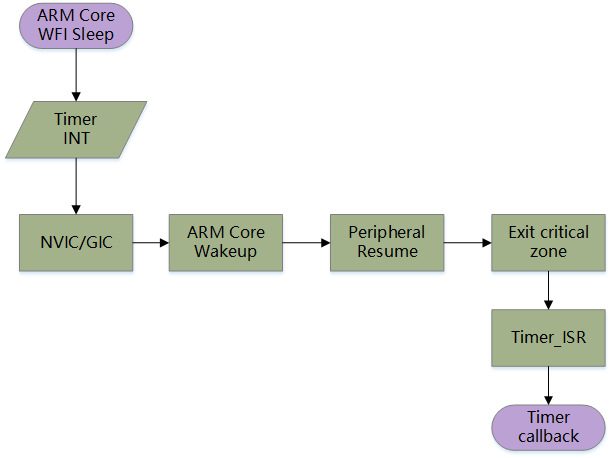 ARM Core
WFI Sleep
Timer
INT
NVIC/GIC
ARM Core
Wakeup
Peripheral
Resume
Exit critical
zone
Timer_ISR
Timer
callback